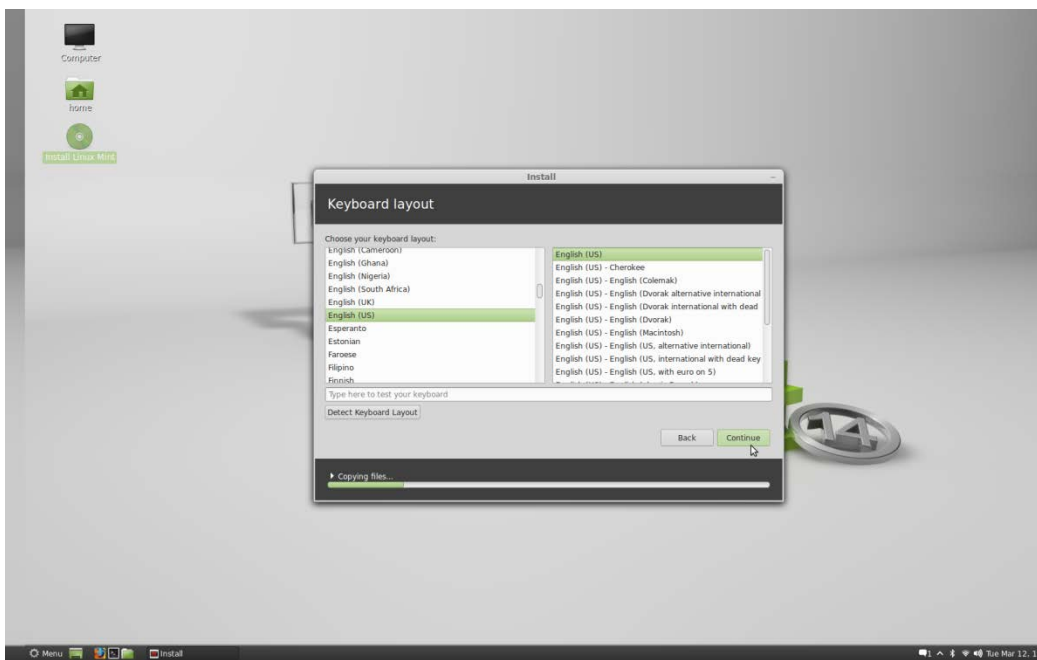 Computer
home
Install Linux Mint
Install
Keyboard layout
Choose your keyboard layout:
English (Cameroon)
English (Ghana)
English (Nigeria)
English (South Africa)
English (UK)
English (US)
Esperanto
Estonian
Faroese
Filipino
Finnish
English (US)
English (US) - Cherokee
English (US) - English (Colemak)
English (US) - English (Dvorak alternative international
English (US) - English (Dvorak international with dead
English (US) - English (Dvorak)
English (US) - English (Macintosh)
English (US) - English (US, alternative international)
English (US) - English (US, international with dead key
English (US) - English (US, with euro on 5)
Type here to test your keyboard
Detect Keyboard Layout
Back
Continue
14
Copying files...
Menu
Install
1
Tue Mar 12, 1